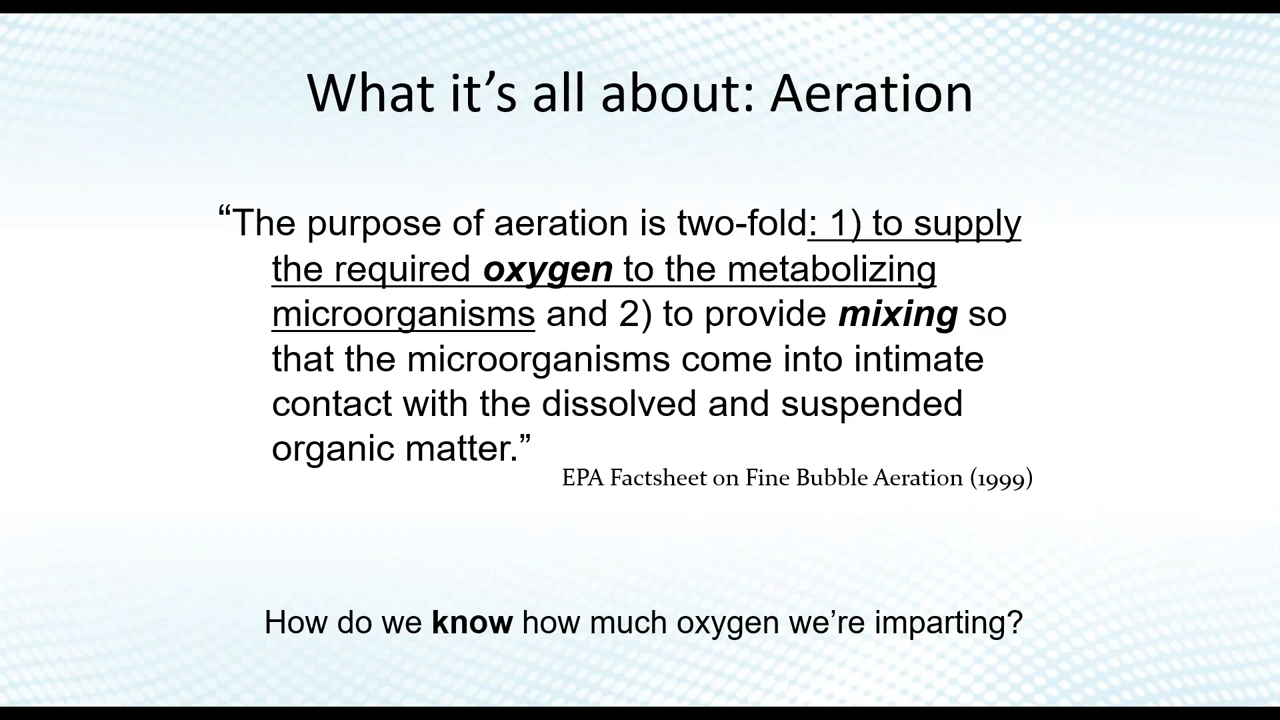 What it’s all about: Aeration
“The purpose of aeration is two-fold: 1) to supply
the required oxygen to the metabolizing
microorganisms and 2) to provide mixing so
that the microorganisms come into intimate
contact with the dissolved and suspended
organic matter.”
EPA Factsheet on Fine Bubble Aeration (1999)
How do we know how much oxygen we’re imparting?